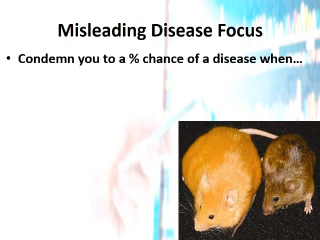 Misleading Disease Focus
• Condemn you to a % chance of a disease when…